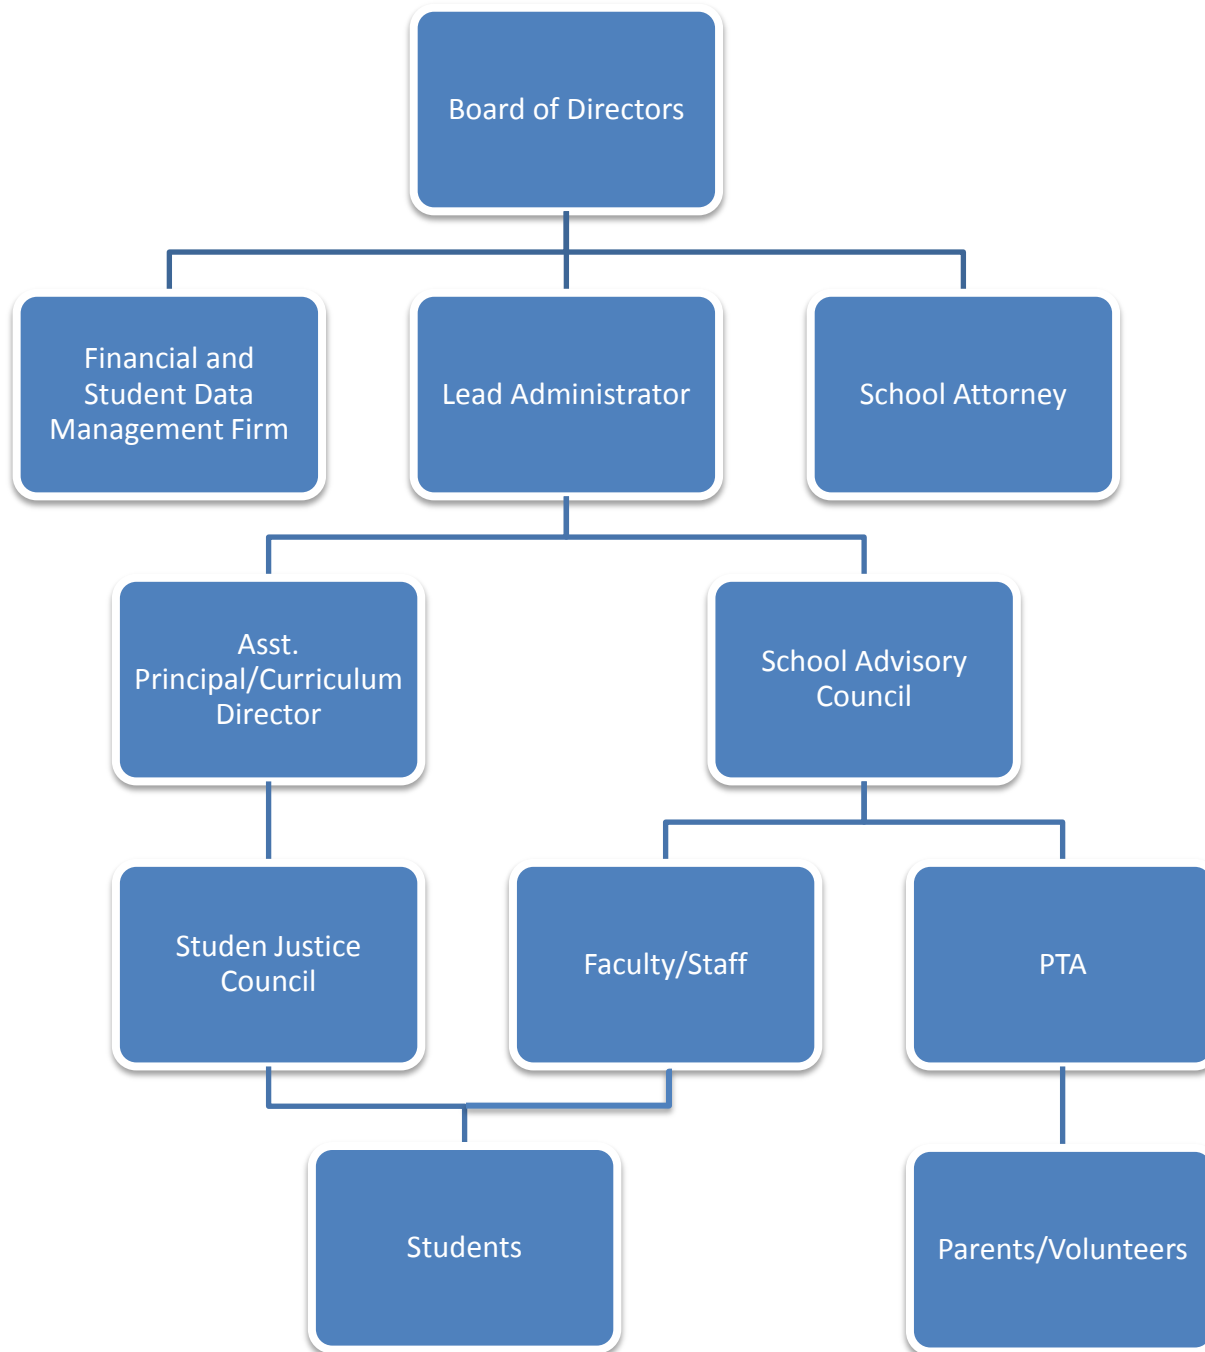 Board of Directors
Financial and
Student Data
Management Firm
Lead Administrator
School Attorney
Asst.
Principal/Curriculum
Director
School Advisory
Council
Studen Justice
Council
Faculty/Staff
PTA
Students
Parents/Volunteers